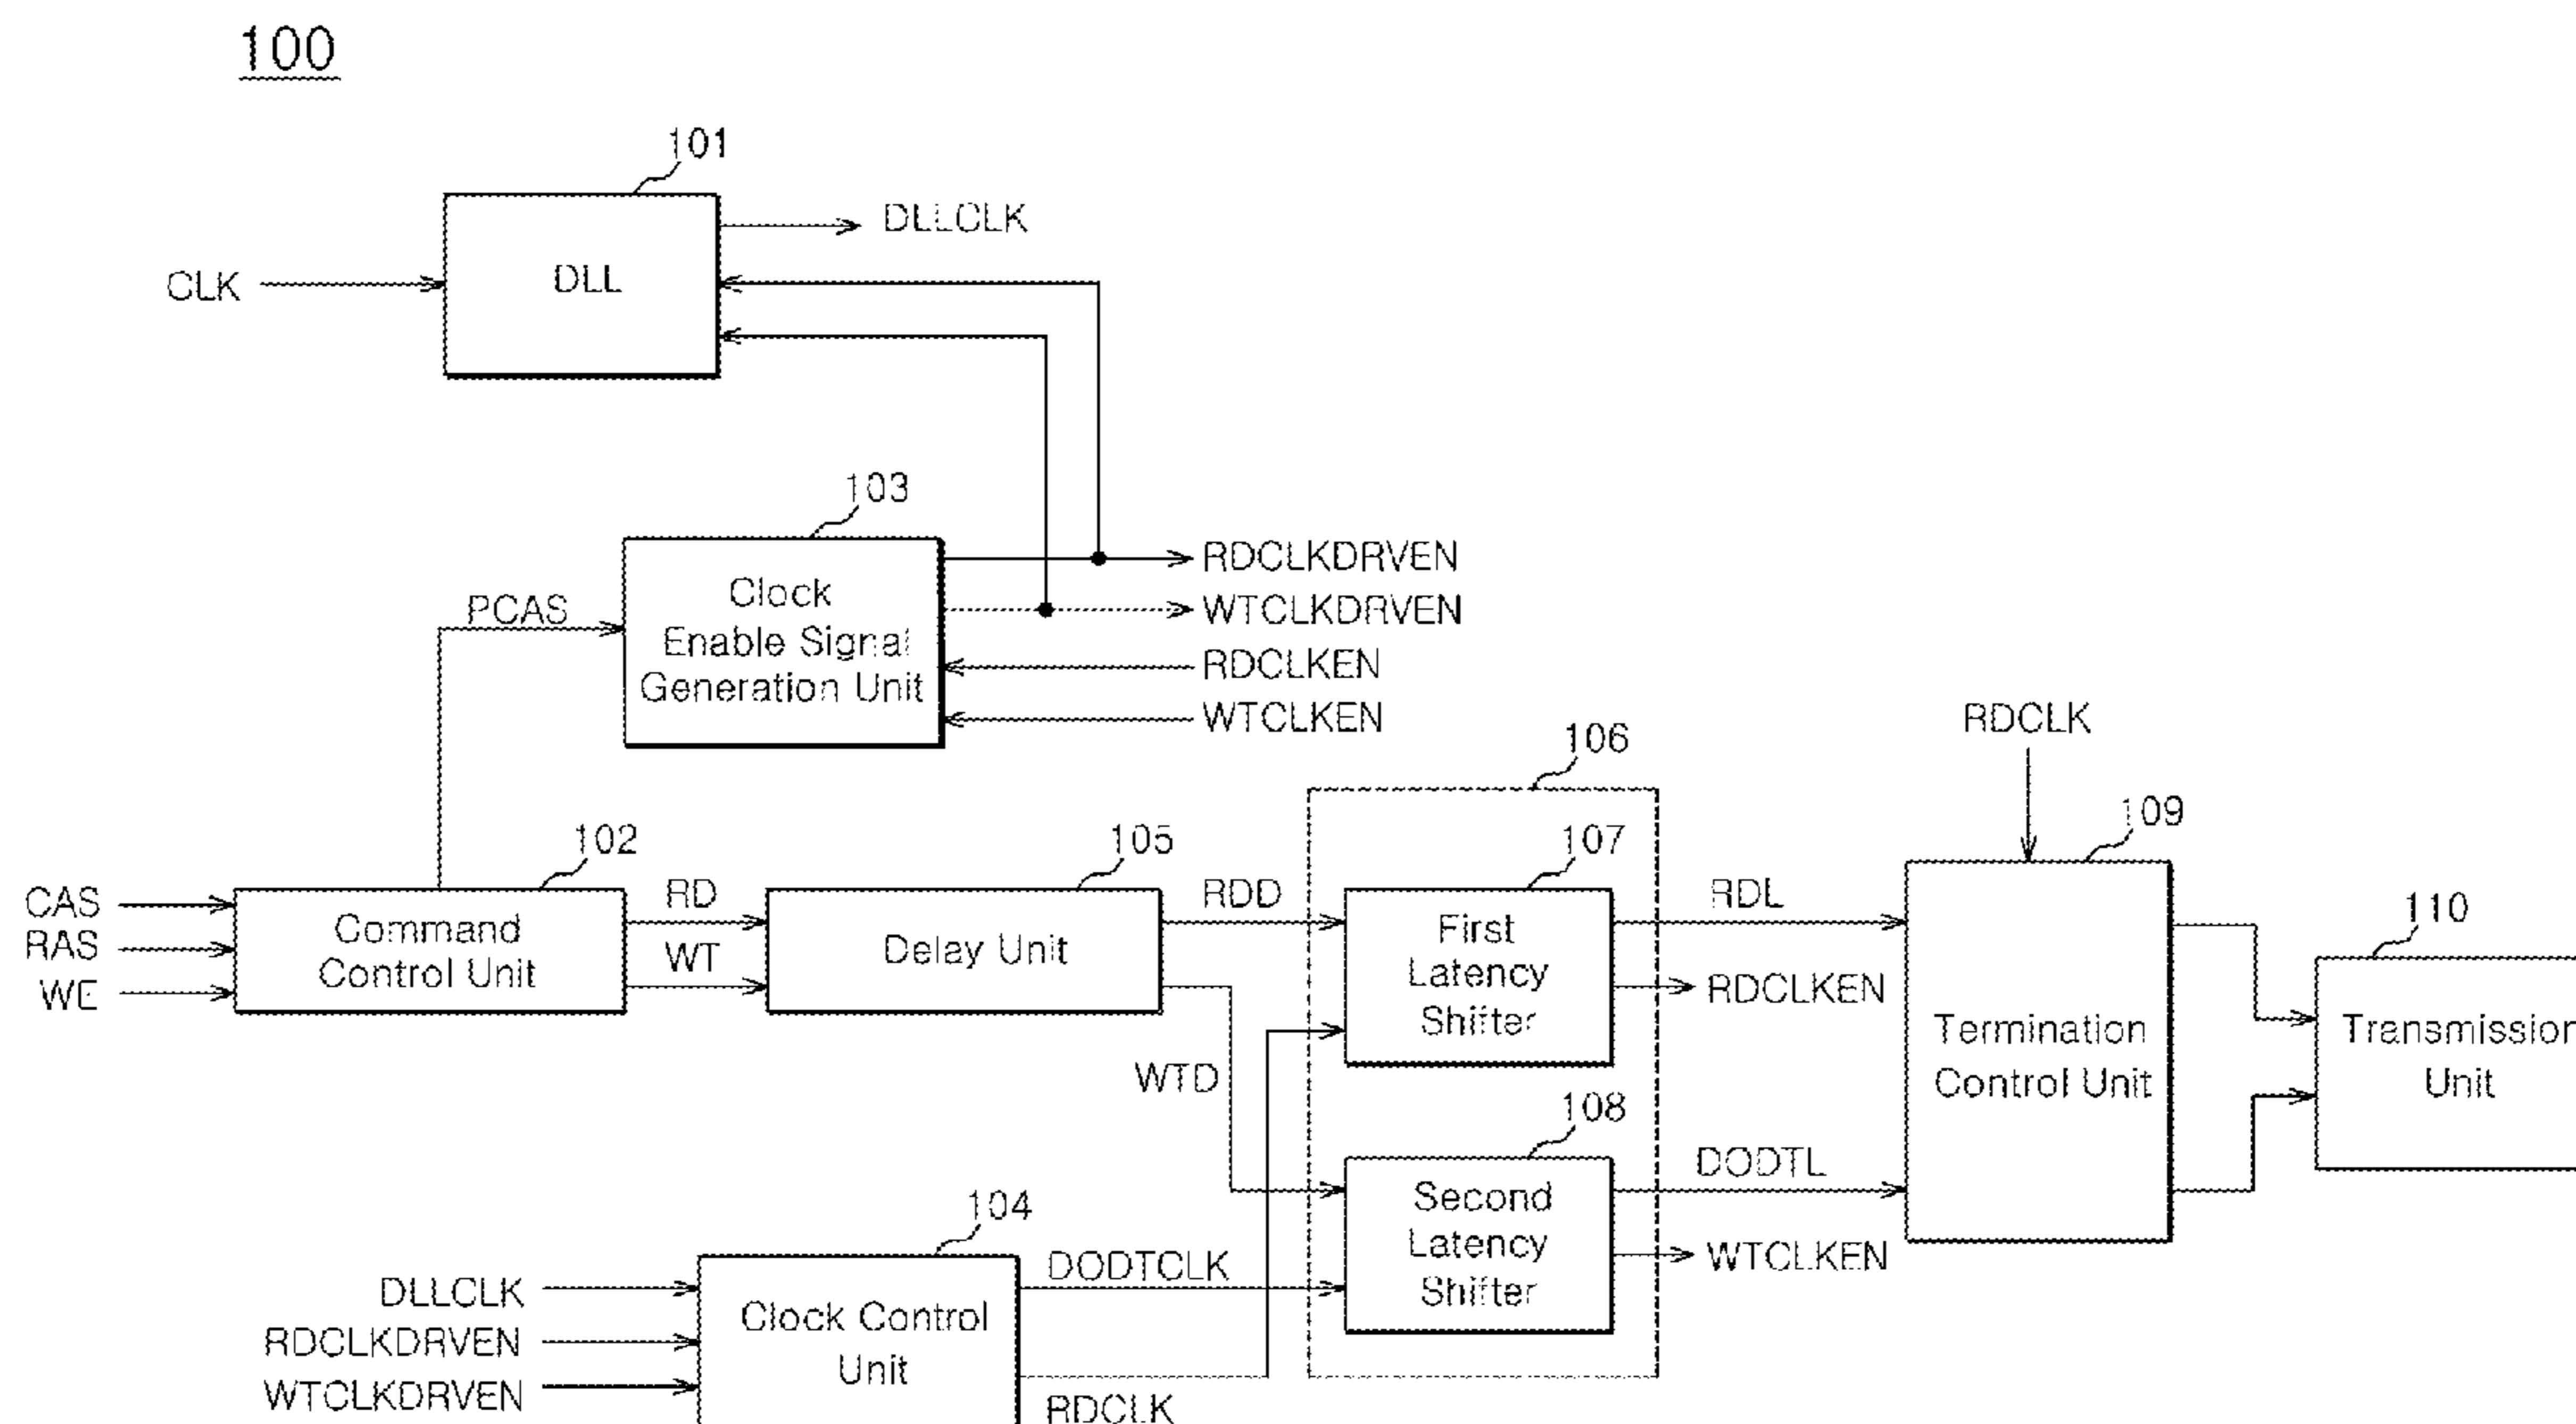 100
101
DLLCLK
CLK
DLL
103
RDCLKDRVEN
Clock
Enable Signal
Generation Unit
PCAS
WTCLKDRVEN
RDCLKEN
WTCLKEN
RDCLK
106
109
102
105
107
CAS
RAS
WE
Command
Control Unit
RD
WT
Delay Unit
RDD
First
Latency
Shifter
RDL
RDCLKEN
110
Termination
Control Unit
Transmission
Unit
WTD
108
DODTL
Second
Latency
Shifter
WTCLKEN
104
DODTCLK
DLLCLK
RDCLKDRVEN
WTCLKDRVEN
Clock Control
Unit
RDCLK